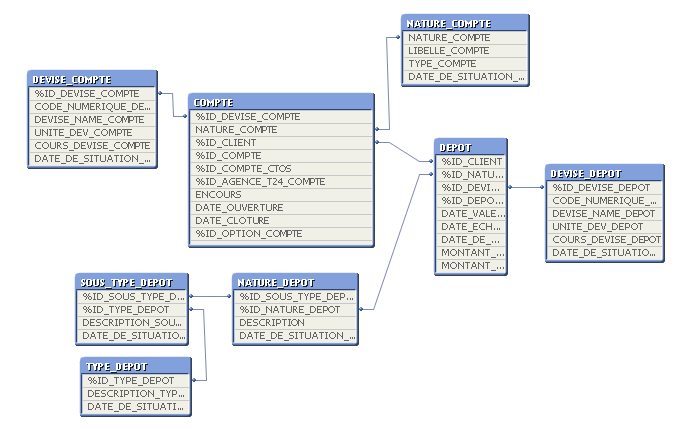 NATURE_COMPTE
NATURE_COMPTE
LIBELLE_COMPTE
TYPE_COMPTE
DATE_DE_SITUATION_...
DEVISE_COMPTE
%ID_DEVISE_COMPTE
CODE_NUMERIQUE_DE...
DEVISE_NAME_COMPTE
UNITE_DEV_COMPTE
COURS_DEVISE_COMPTE
DATE_DE_SITUATION_...
COMPTE
%ID_DEVISE_COMPTE
NATURE_COMPTE
%ID_CLIENT
%ID_COMPTE
%ID_COMPTE_CTOS
%ID_AGENCE_T24_COMPTE
ENCOURS
DATE_OUVERTURE
DATE_CLOTURE
%ID_OPTION_COMPTE
DEPOT
%ID_CLIENT
%ID_NATU...
%ID_DEVI...
%ID_DEPO...
DATE_VALE...
DATE_ECH...
DATE_DE_...
MONTANT_...
MONTANT_...
DEVISE_DEPOT
%ID_DEVISE_DEPOT
CODE_NUMERIQUE_...
DEVISE_NAME_DEPOT
UNITE_DEV_DEPOT
COURS_DEVISE_DEPOT
DATE_DE_SITUATIO...
SOUS_TYPE_DEPOT
%ID_SOUS_TYPE_D...
%ID_TYPE_DEPOT
DESCRIPTION_SOU...
DATE_DE_SITUATIO...
NATURE_DEPOT
%ID_SOUS_TYPE_DEP...
%ID_NATURE_DEPOT
DESCRIPTION
DATE_DE_SITUATION_...
TYPE_DEPOT
%ID_TYPE_DEPOT
DESCRIPTION_TYP...
DATE_DE_SITUATI...